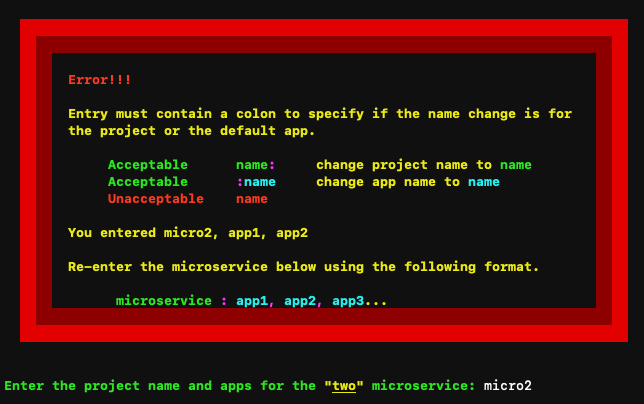 Error!!!
Entry must contain a colon to specify if the name change is for
the project or the default app.
Acceptable name: change project name to name
Acceptable :name change app name to name
Unacceptable name
You entered micro2, app1, app2
Re-enter the microservice below using the following format.
microservice : app1, app2, app3...
Enter the project name and apps for the "two" microservice: micro2